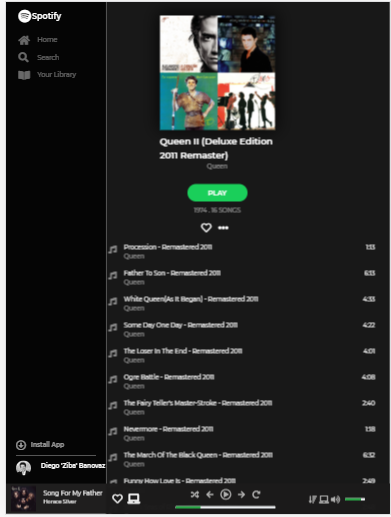 Spotify
Home
Search
Your Library
Queen II (Deluxe Edition
2011 Remaster)
Queen
PLAY
1974 . 16 SONGS
Procession - Remastered 2011
1:13
Queen
Father To Son - Remastered 2011
6:13
Queen
White Queen(As It Began) - Remastered 2011
4:33
Queen
Some Day One Day - Remastered 2011
4:22
Queen
The Loser In The End - Remastered 2011
4:01
Queen
Ogre Battle - Remastered 2011
4:08
Queen
The Fairy Teller's Master-Stroke - Remastered 2011
2:40
Queen
Nevermore - Remastered 2011
1:18
Queen
The March Of The Black Queen - Remastered 2011
6:32
Queen
Funny How Love Is - Remastered 2011
2:49
Install App
Diego 'Ziba' Banovaz
Song For My Father
Horace Silver